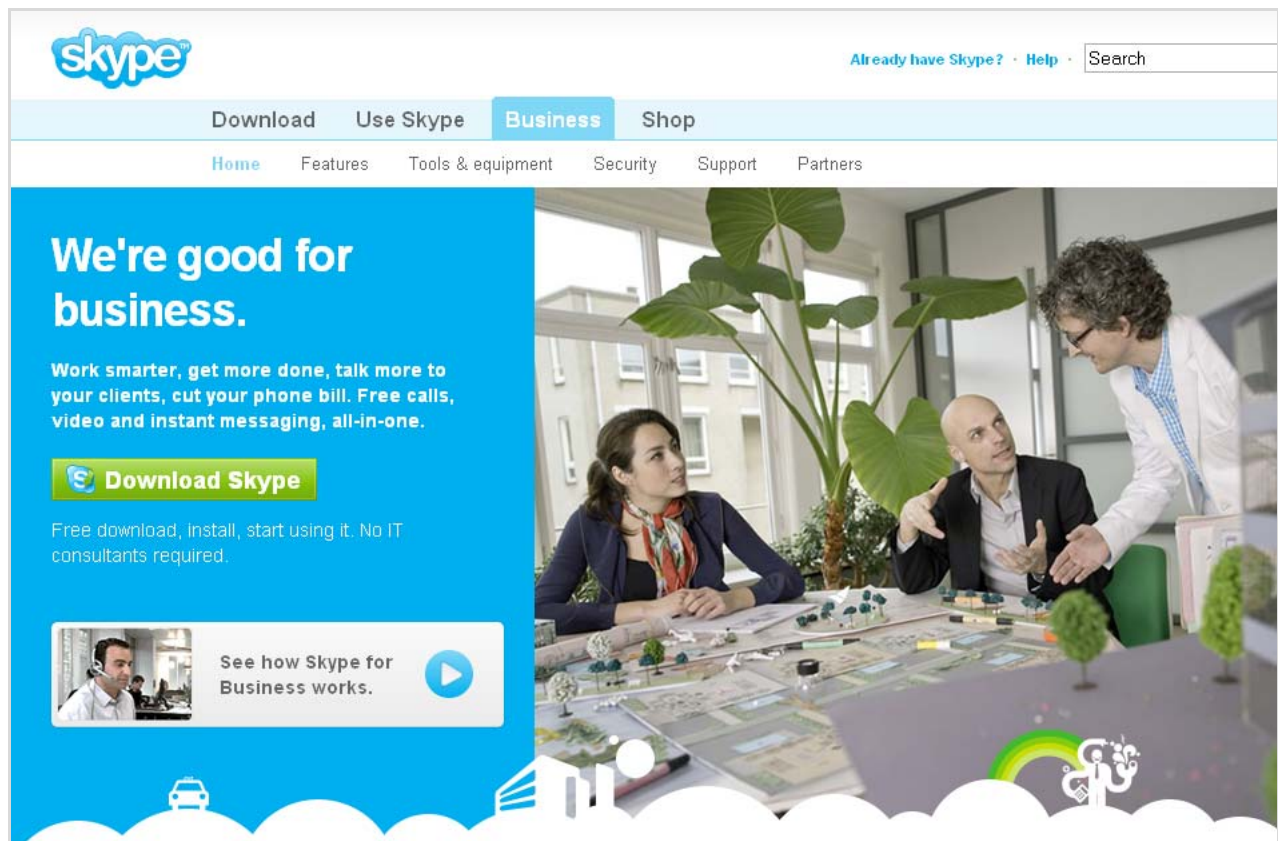 skype™
Already have Skype? · Help · Search
Download Use Skype Business Shop
Home Features Tools & equipment Security Support Partners
We're good for
business.
Work smarter, get more done, talk more to
your clients, cut your phone bill. Free calls,
video and instant messaging, all-in-one.
S Download Skype
Free download, install, start using it. No IT
consultants required.
See how Skype for
Business works.